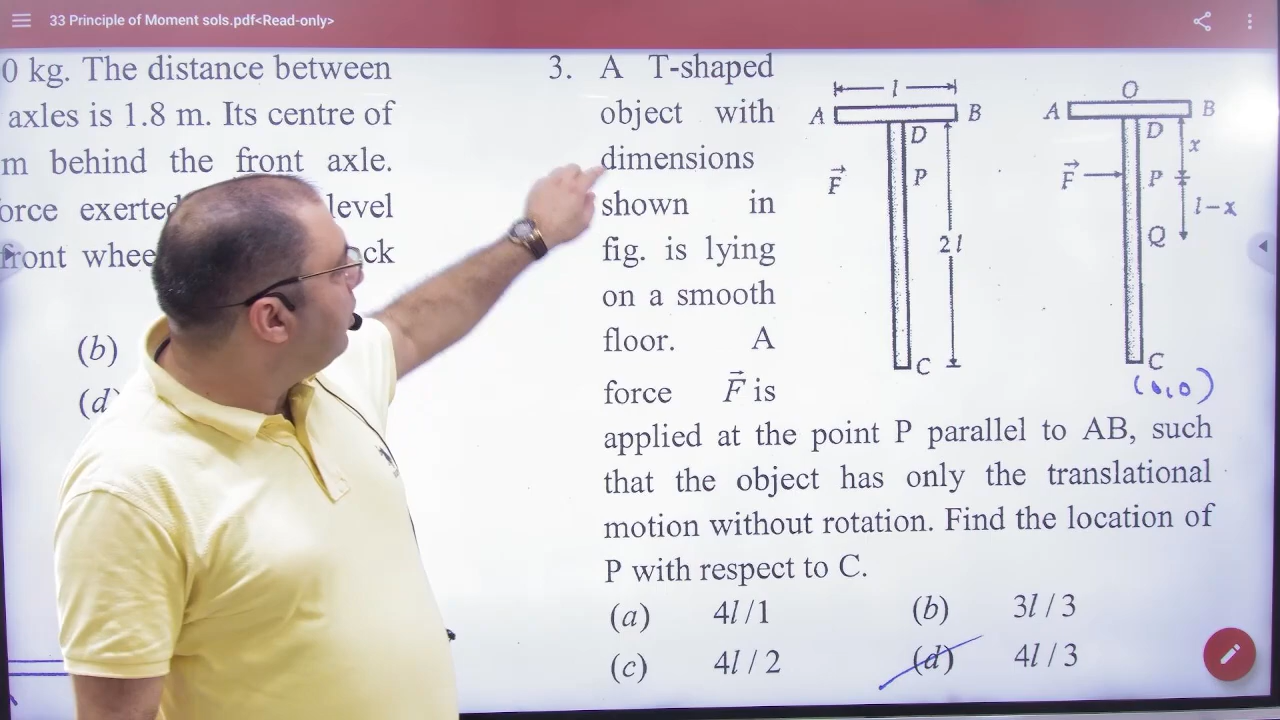 33 Principle of Moment sols.pdf<Read-only>
0 kg. The distance between
axles is 1.8 m. Its centre of
m behind the front axle.
orce exerted level
front whee ck
(b)
(d)
3. A T-shaped
object with
dimensions
shown in
fig. is lying
on a smooth
floor. A
force F⃗ is
applied at the point P parallel to AB, such
that the object has only the translational
motion without rotation. Find the location of
P with respect to C.
(a) 4l/1 (b) 3l/3
(c) 4l/2 (d) 4l/3
l
A B
D
F⃗ P
2l
C
O
A B
D x
F⃗ P
l-x
Q
C
(0,0)